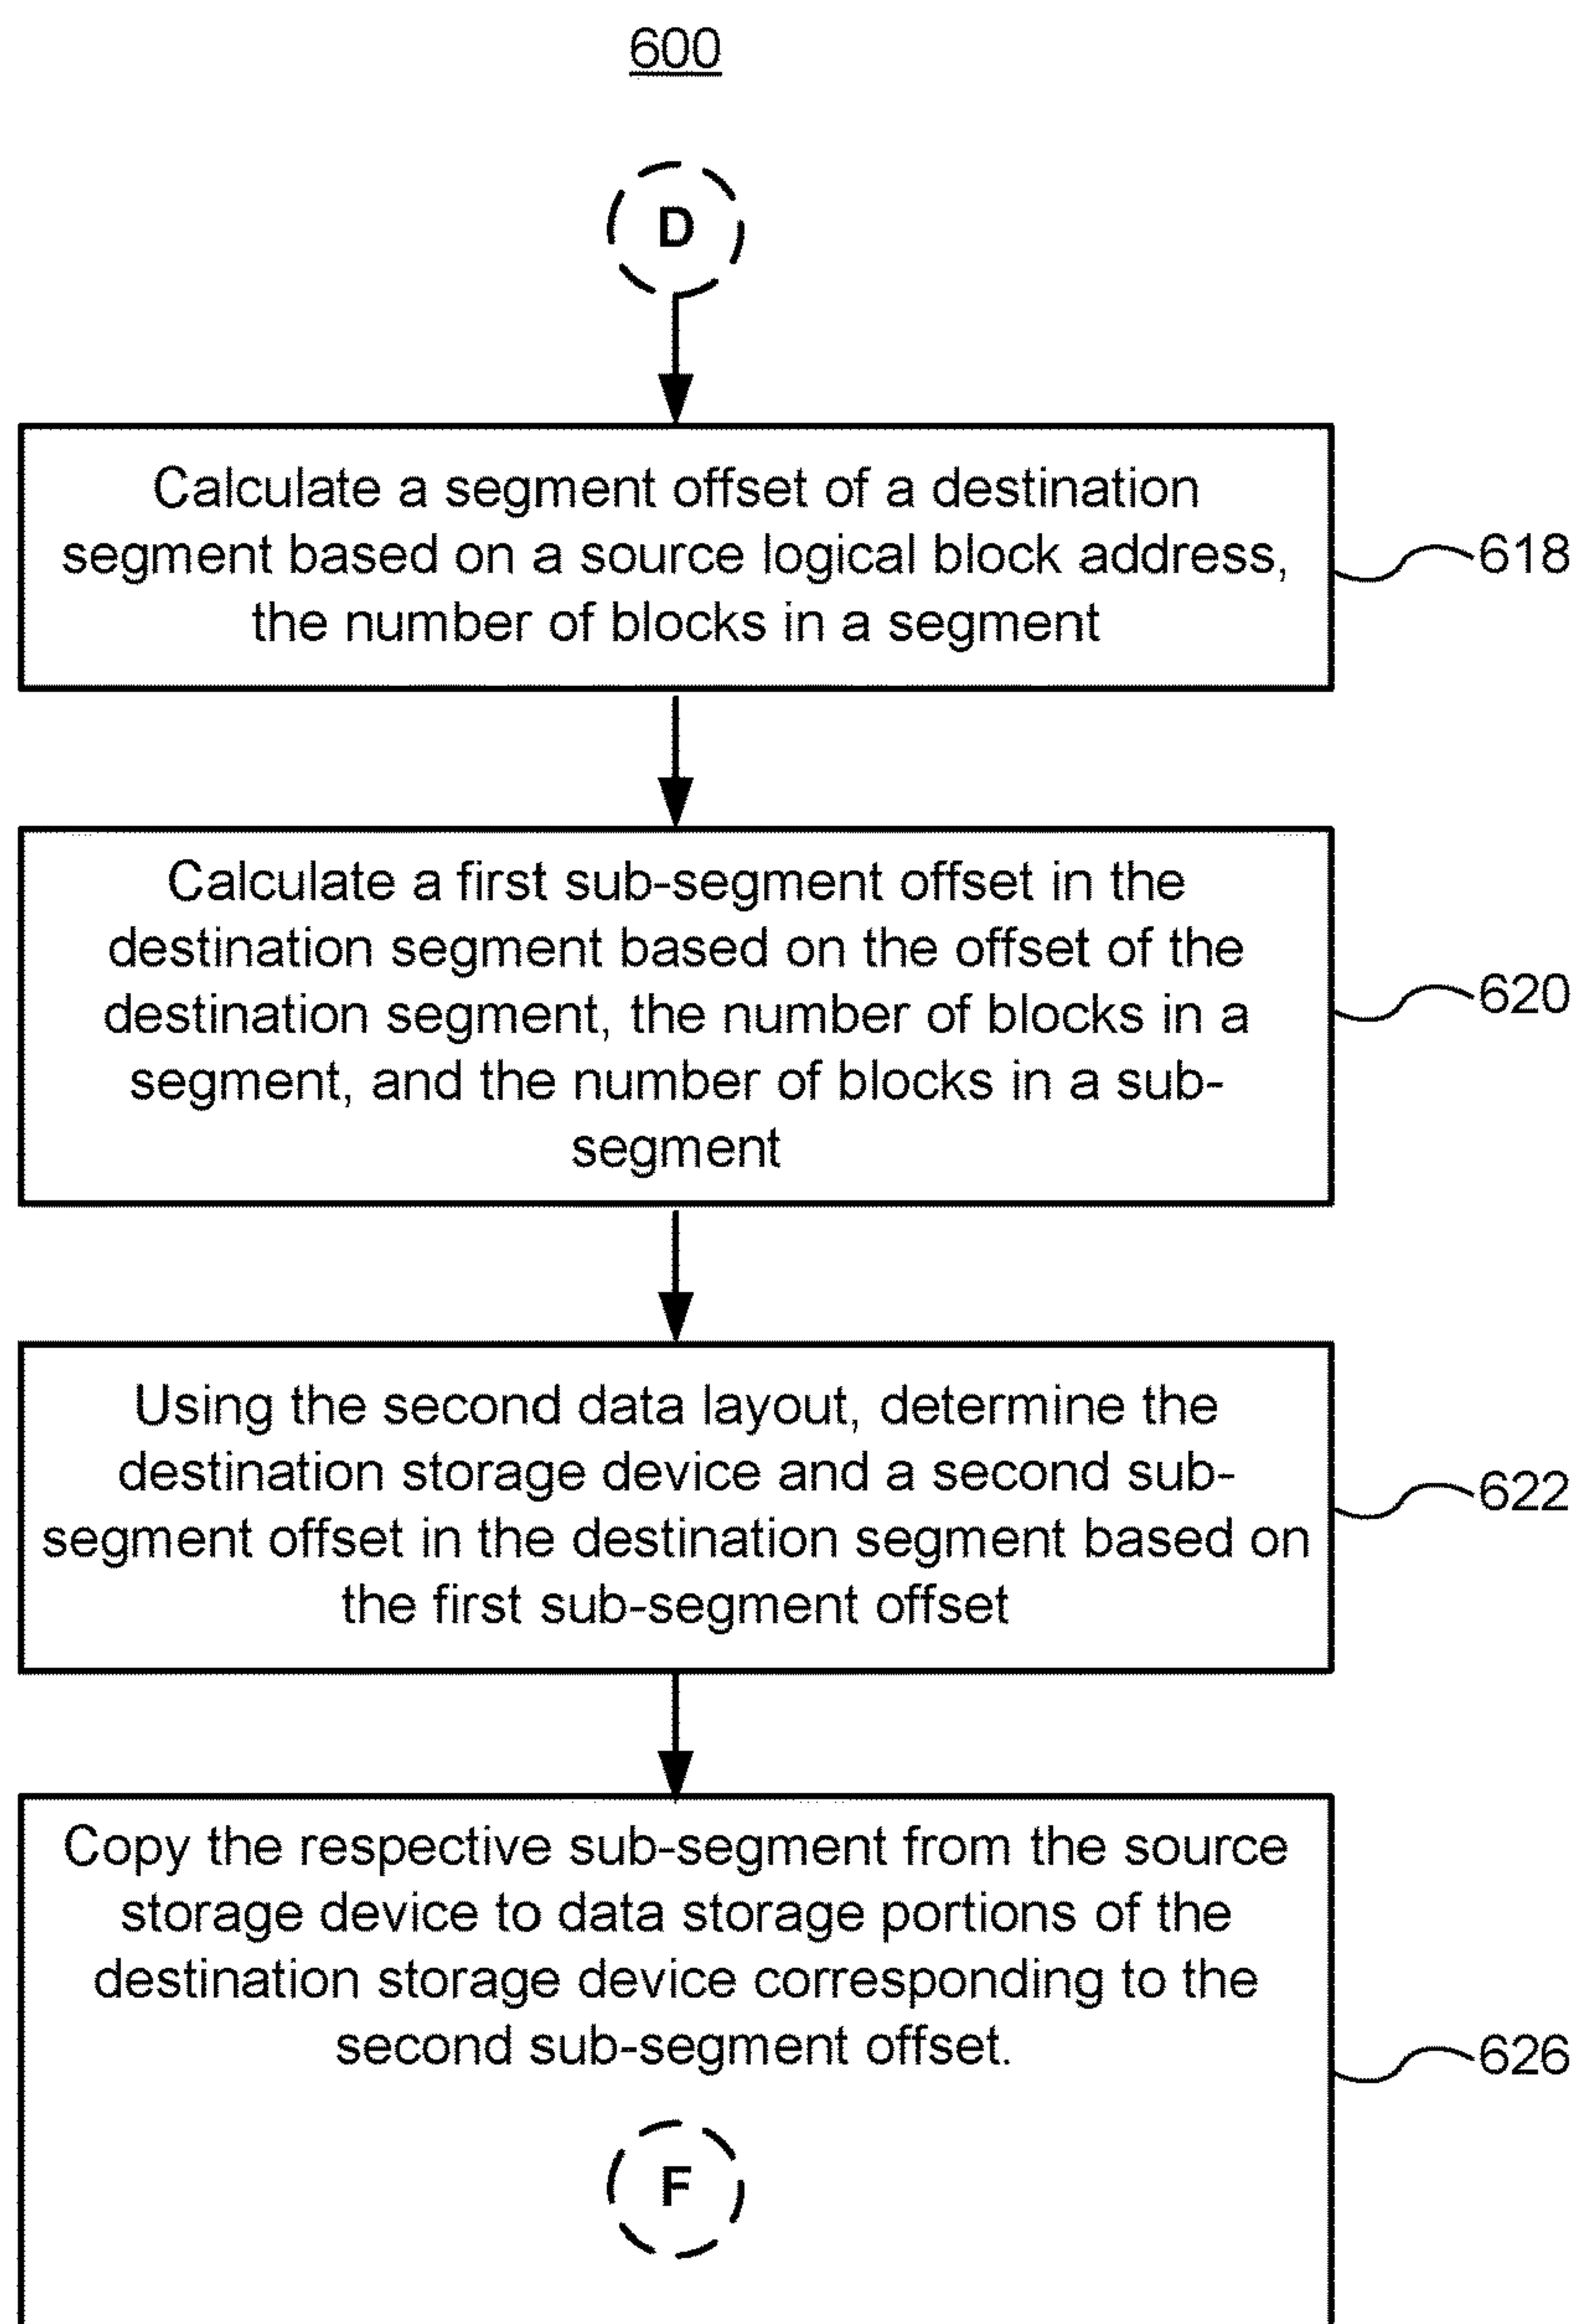 600
D
Calculate a segment offset of a destination
segment based on a source logical block address,
the number of blocks in a segment
618
Calculate a first sub-segment offset in the
destination segment based on the offset of the
destination segment, the number of blocks in a
segment, and the number of blocks in a sub-
segment
620
Using the second data layout, determine the
destination storage device and a second sub-
segment offset in the destination segment based on
the first sub-segment offset
622
Copy the respective sub-segment from the source
storage device to data storage portions of the
destination storage device corresponding to the
second sub-segment offset.
626
F